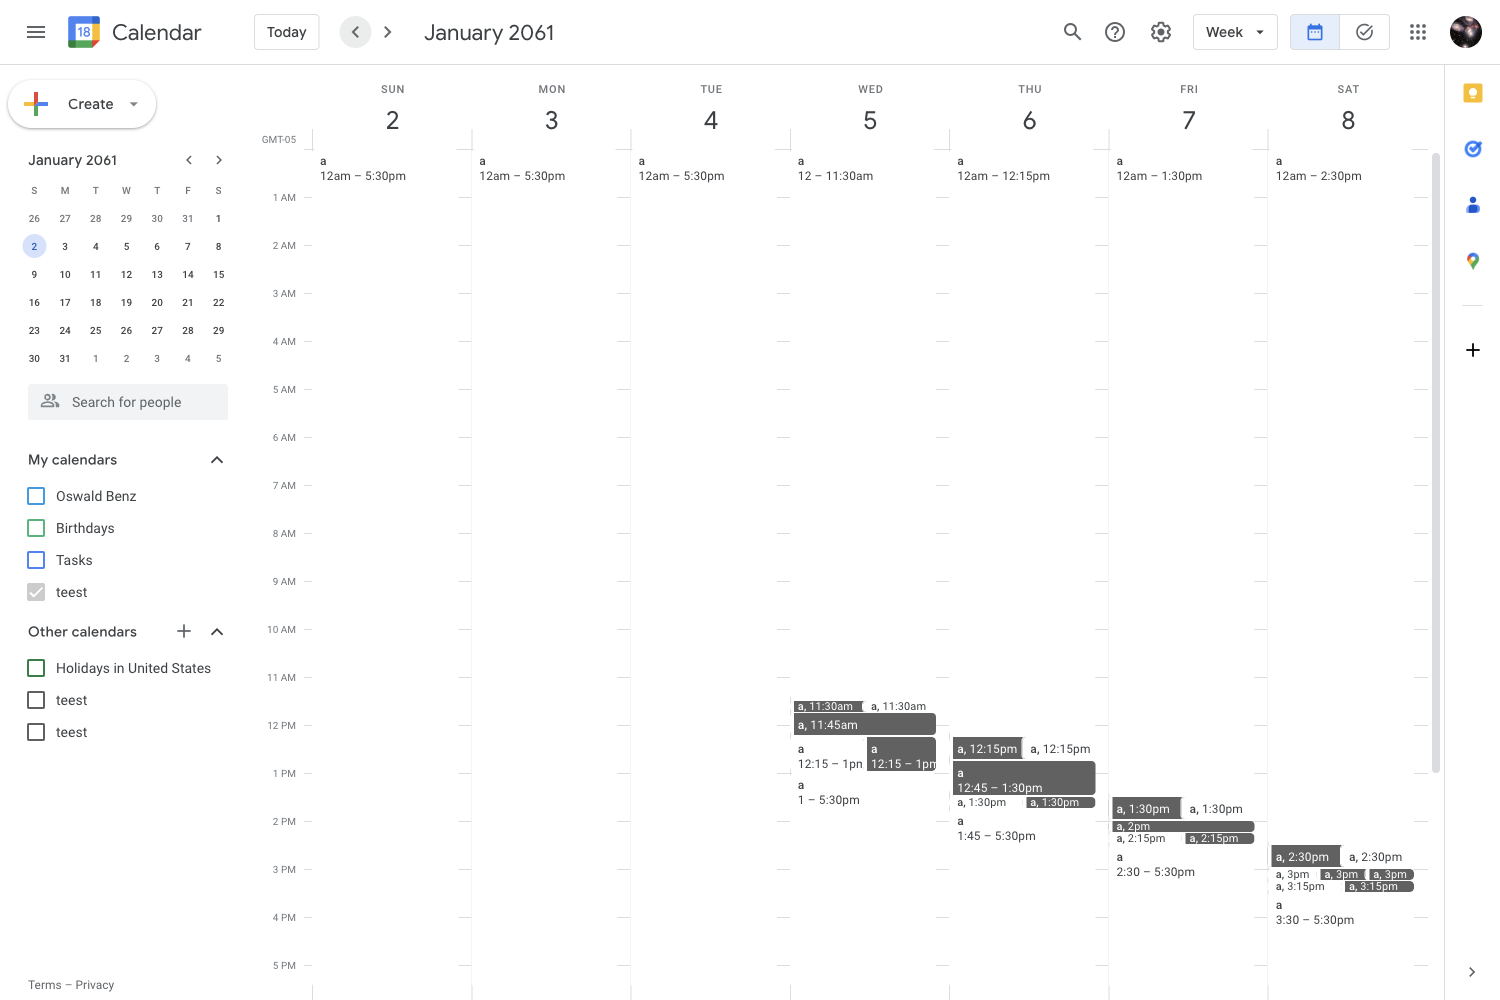 18 Calendar
Today
January 2061
Week
Create
January 2061
S M T W T F S
26 27 28 29 30 31 1
2 3 4 5 6 7 8
9 10 11 12 13 14 15
16 17 18 19 20 21 22
23 24 25 26 27 28 29
30 31 1 2 3 4 5
Search for people
My calendars
Oswald Benz
Birthdays
Tasks
teest
Other calendars
Holidays in United States
teest
teest
Terms – Privacy
SUN MON TUE WED THU FRI SAT
2 3 4 5 6 7 8
GMT-05
1 AM
2 AM
3 AM
4 AM
5 AM
6 AM
7 AM
8 AM
9 AM
10 AM
11 AM
12 PM
1 PM
2 PM
3 PM
4 PM
5 PM
a
12am – 5:30pm
a
12am – 5:30pm
a
12am – 5:30pm
a
12 – 11:30am
a, 11:30am
a, 11:30am
a, 11:45am
a
12:15 – 1pm
a
12:15 – 1pm
a
1 – 5:30pm
a
12am – 12:15pm
a, 12:15pm
a, 12:15pm
a
12:45 – 1:30pm
a, 1:30pm
a, 1:30pm
a
1:45 – 5:30pm
a
12am – 1:30pm
a, 1:30pm
a, 1:30pm
a, 2pm
a, 2:15pm
a, 2:15pm
a
2:30 – 5:30pm
a
12am – 2:30pm
a, 2:30pm
a, 2:30pm
a, 3pm
a, 3pm
a, 3pm
a, 3:15pm
a, 3:15pm
a
3:30 – 5:30pm